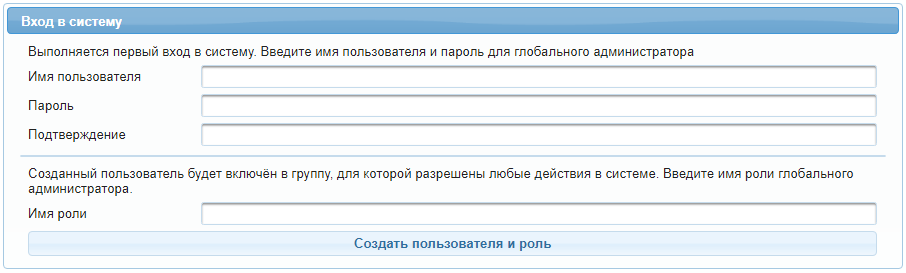 Вход в систему
Выполняется первый вход в систему. Введите имя пользователя и пароль для глобального администратора
Имя пользователя
Пароль
Подтверждение
Созданный пользователь будет включён в группу, для которой разрешены любые действия в системе. Введите имя роли глобального
администратора.
Имя роли
Создать пользователя и роль